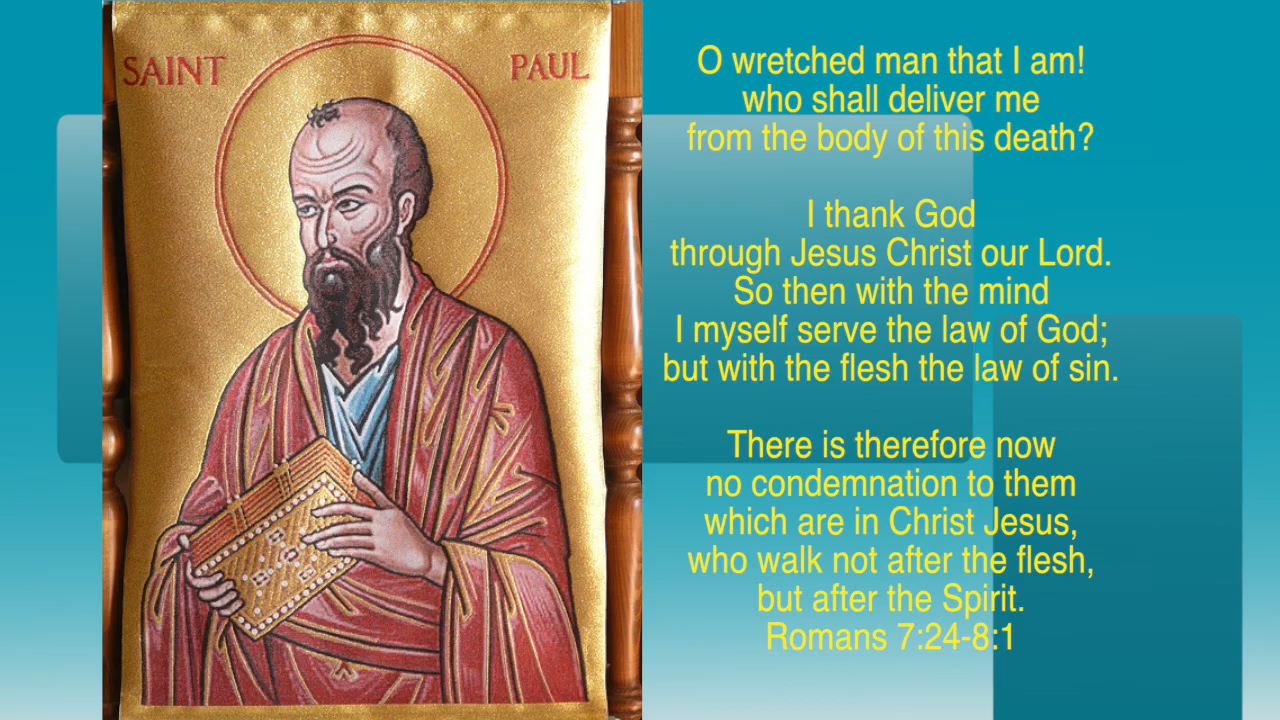 SAINT PAUL
O wretched man that I am!
who shall deliver me
from the body of this death?
I thank God
through Jesus Christ our Lord.
So then with the mind
I myself serve the law of God;
but with the flesh the law of sin.
There is therefore now
no condemnation to them
which are in Christ Jesus,
who walk not after the flesh,
but after the Spirit.
Romans 7:24-8:1